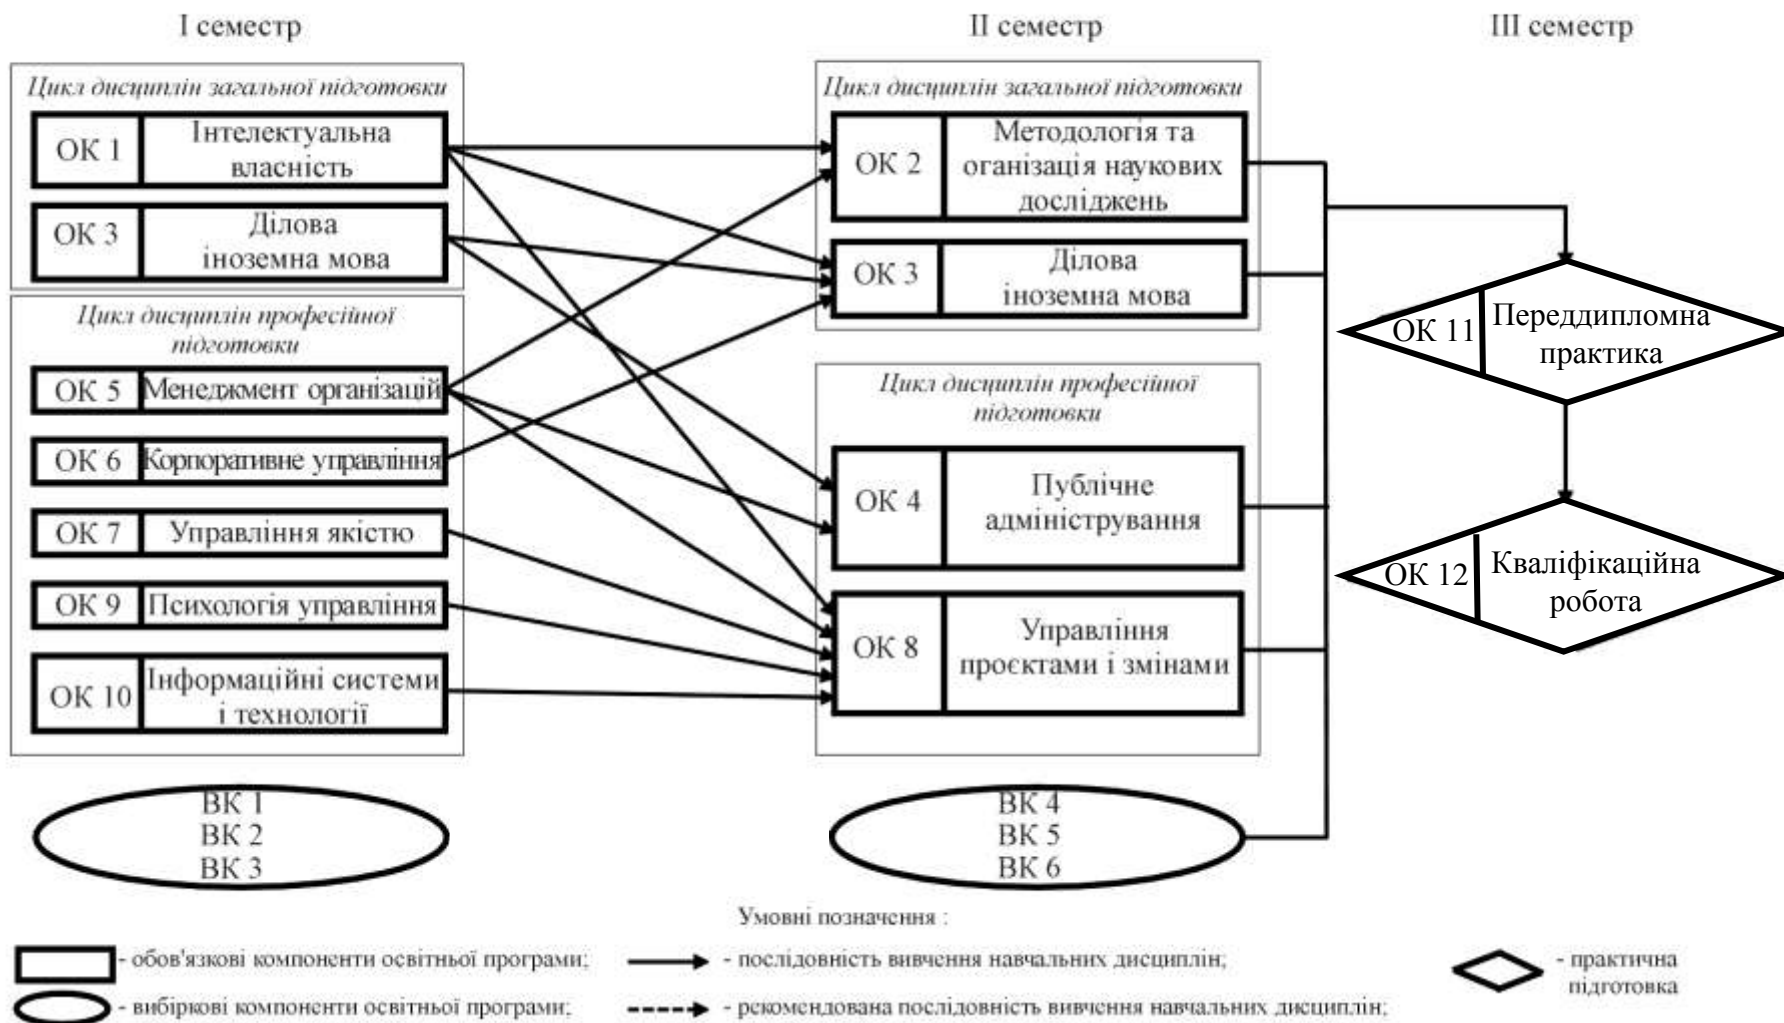 І семестр
Цикл дисциплін загальної підготовки
ОК 1
Інтелектуальна
власність
ОК 3
Ділова
іноземна мова
Цикл дисциплін професійної
підготовки
ОК 5
Менеджмент організацій
ОК 6
Корпоративне управління
ОК 7
Управління якістю
ОК 9
Психологія управління
ОК 10
Інформаційні системи
і технології
ВК 1
ВК 2
ВК 3
ІІ семестр
Цикл дисциплін загальної підготовки
ОК 2
Методологія та
оганізація наукових
досліджень
ОК 3
Ділова
іноземна мова
Цикл дисциплін професійної
підготовки
ОК 4
Публічне
адміністрування
ОК 8
Управління
проєктами і змінами
ВК 4
ВК 5
ВК 6
ІІІ семестр
ОК 11
Переддипломна
практика
ОК 12
Кваліфікаційна
робота
Умовні позначення :
- обов'язкові компоненти освітньої програми;
- послідовність вивчення навчальних дисциплін;
- практична
підготовка
- вибіркові компоненти освітньої програми;
- рекомендована послідовність вивчення навчальних дисциплін;